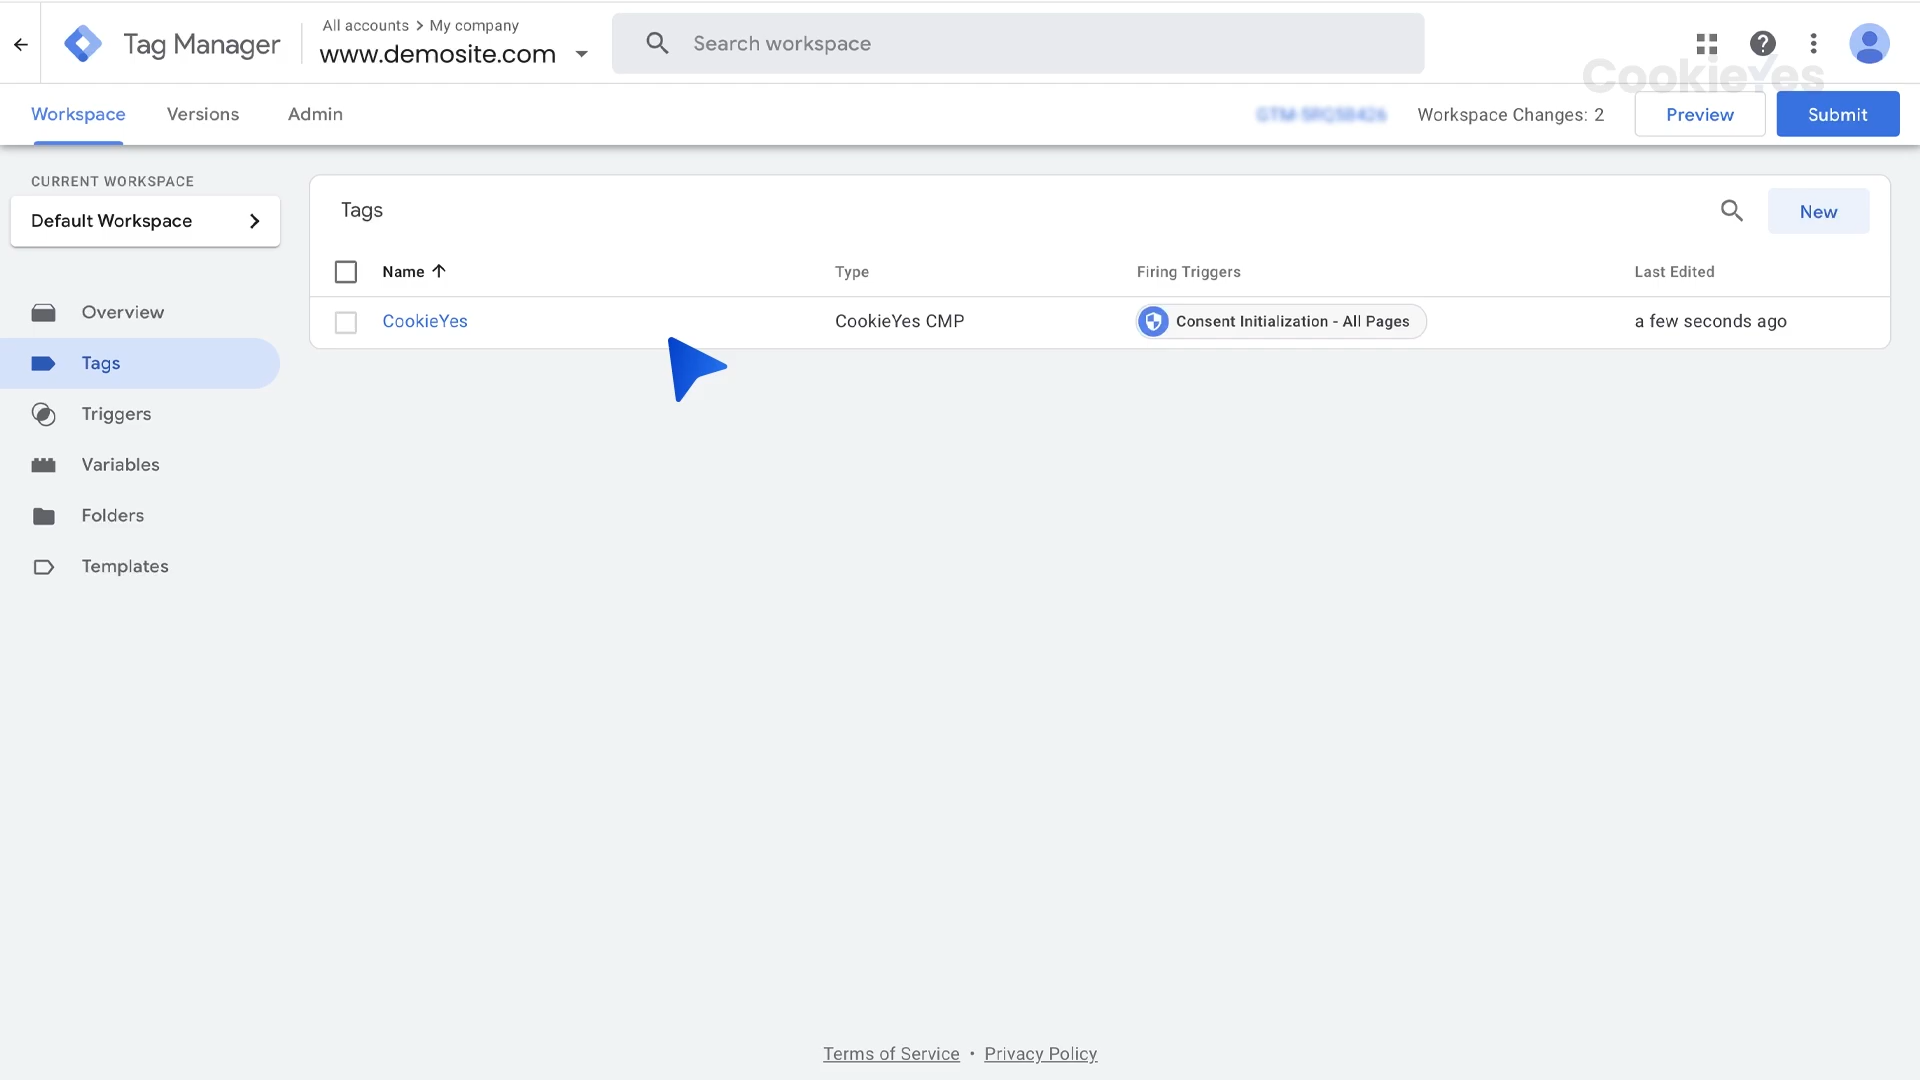 All accounts > My company
Tag Manager
www.demosite.com
Search workspace
CookieYes
Workspace
Versions
Admin
Workspace Changes: 2
Preview
Submit
CURRENT WORKSPACE
Default Workspace
Overview
Tags
Triggers
Variables
Folders
Templates
Tags
New
Name
Type
Firing Triggers
Last Edited
CookieYes
CookieYes CMP
Consent Initialization - All Pages
a few seconds ago
Terms of Service • Privacy Policy